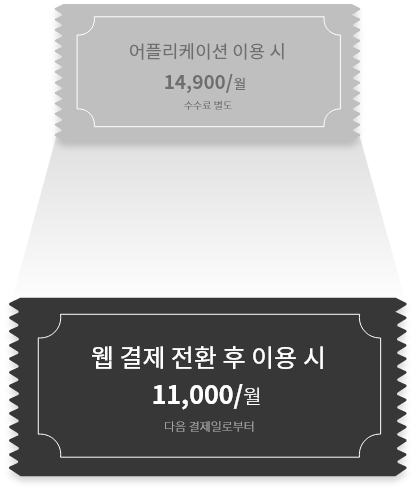 어플리케이션 이용 시
14,900/월
수수료 별도
웹 결제 전환 후 이용 시
11,000/월
다음 결제일로부터